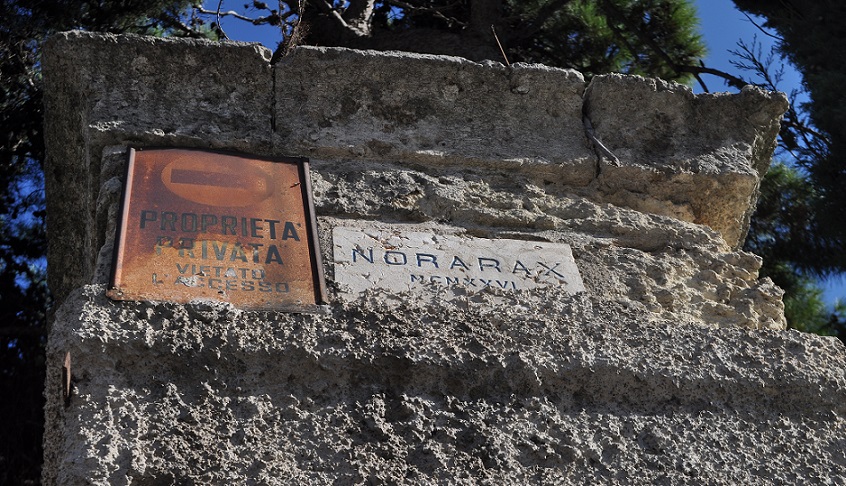 PROPRIETA'
PRIVATA
VIETATO
L'ACCESSO
NORARAX
MCMXXVI